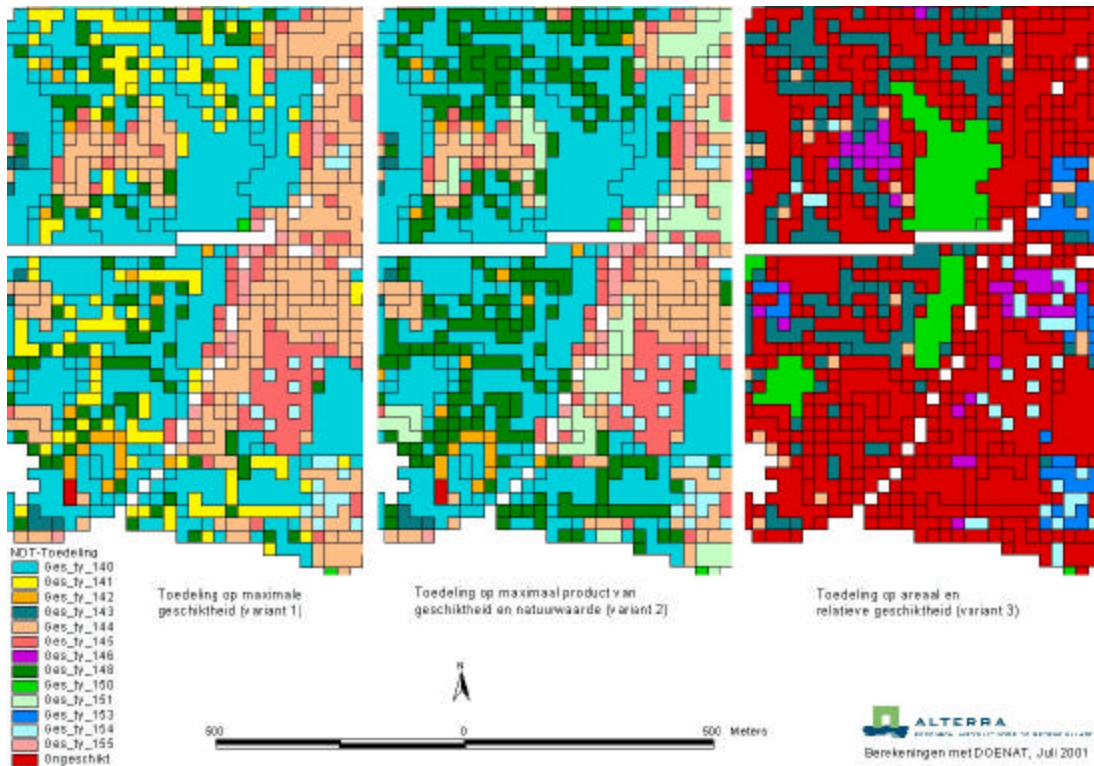 NDT-Toedeling
Ges_ty_140
Ges_ty_141
Ges_ty_142
Ges_ty_143
Ges_ty_144
Ges_ty_145
Ges_ty_146
Ges_ty_148
Ges_ty_150
Ges_ty_151
Ges_ty_153
Ges_ty_154
Ges_ty_155
Ongeschikt
Toedeling op maximale
geschiktheid (variant 1)
Toedeling op maximaal product van
geschiktheid en natuurwaarde (variant 2)
Toedeling op areaal en
relatieve geschiktheid (variant 3)
N
500 0 500 Meters
ALTERRA
Berekeningen met DOENAT, Juli 2001